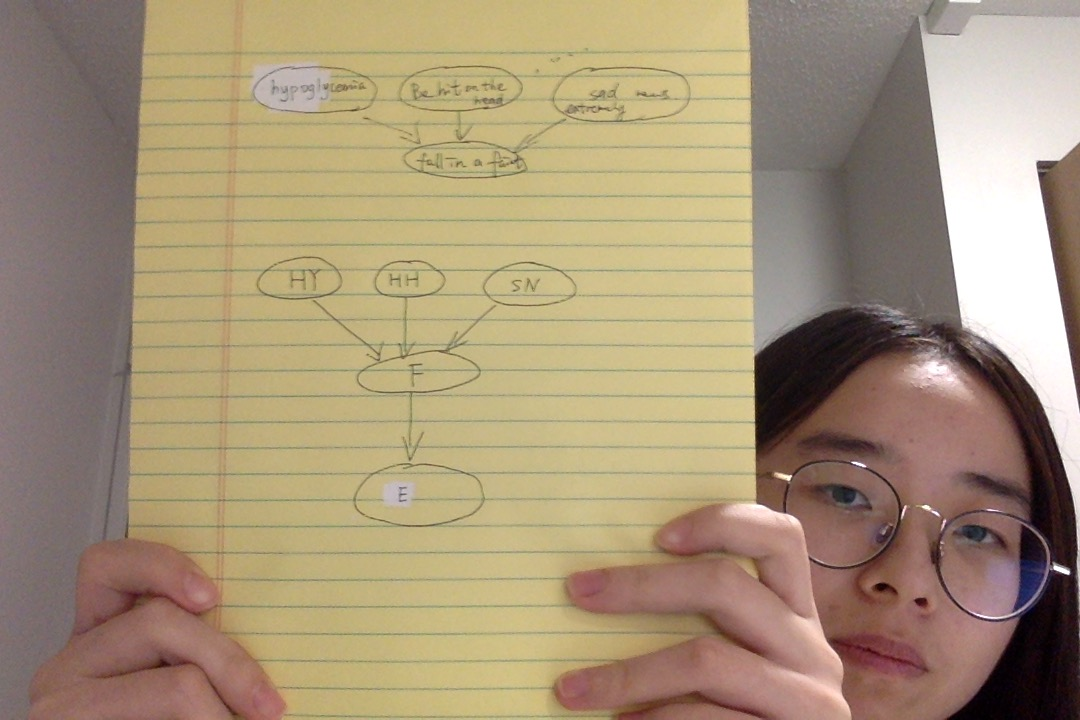 hypoglycemia
Be hit on the
head
sad news
extremely
fall in a faint
HY
HH
SN
F
E